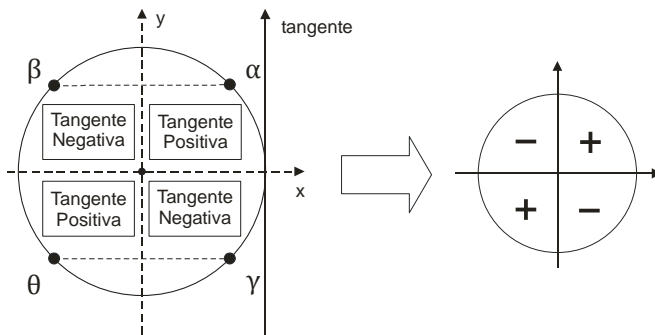 y
tangente
β
α
Tangente
Negativa
Tangente
Positiva
x
Tangente
Positiva
Tangente
Negativa
θ
γ
− +
+ −